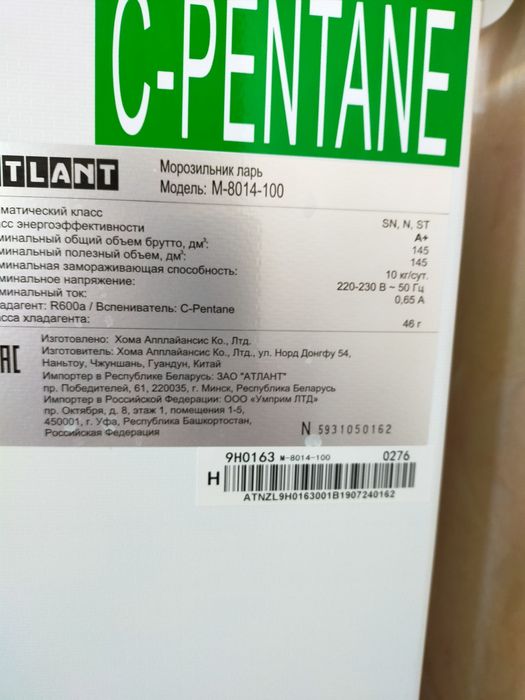 C-PENTANE
ATLANT
Морозильник ларь
Модель: М-8014-100
матический класс SN, N, ST
сс энергоэффективности A+
минальный общий объем брутто, дм³: 145
минальный полезный объем, дм³: 145
минальная замораживающая способность: 10 кг/сут.
минальное напряжение: 220-230 В ~ 50 Гц
минальный ток: 0,65 А
ладагент: R600a / Вспениватель: C-Pentane
асса хладагента: 46 г
Изготовлено: Хома Апплайансис Ко., Лтд.
Изготовитель: Хома Апплайансис Ко., Лтд., ул. Норд Донгфу 54,
Наньтоу, Чжуншань, Гуандун, Китай
Импортер в Республике Беларусь: ЗАО "АТЛАНТ"
пр. Победителей, 61, 220035, г. Минск, Республика Беларусь
Импортер в Российской Федерации: ООО «Умприм ЛТД»
пр. Октября, д. 8, этаж 1, помещения 1-5,
450001, г. Уфа, Республика Башкортостан,
Российская Федерация
N 5931050162
9H0163 M-8014-100 0276
H
ATNZL9H0163001B1907240162